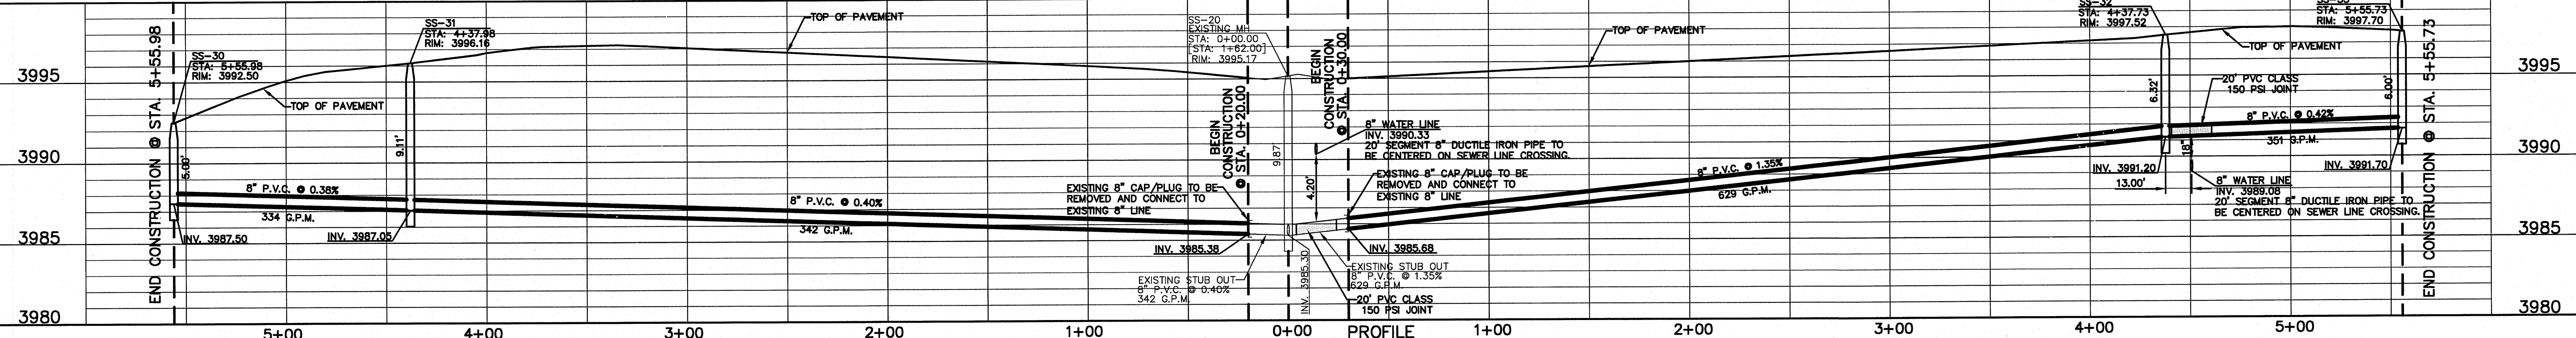 SS-31
STA: 4+37.98
RIM: 3996.16
TOP OF PAVEMENT
SS-20
EXISTING MH
STA: 0+00.00
[STA: 1+62.00]
RIM: 3995.17
TOP OF PAVEMENT
STA: 4+37.73
RIM: 3997.52
STA: 5+55.73
RIM: 3997.70
TOP OF PAVEMENT
SS-30
STA: 5+55.98
RIM: 3992.50
TOP OF PAVEMENT
END CONSTRUCTION @ STA. 5+55.98
BEGIN
CONSTRUCTION
@ STA. 0+20.00
BEGIN
CONSTRUCTION
@ STA. 0+30.00
END CONSTRUCTION @ STA. 5+55.73
3995
3990
3985
3980
3995
3990
3985
3980
5.00'
9.11'
9.87'
4.20'
6.32'
6.00'
18"
20' PVC CLASS
150 PSI JOINT
8" P.V.C. @ 0.42%
351 G.P.M.
8" WATER LINE
INV. 3990.33
20' SEGMENT 8" DUCTILE IRON PIPE TO
BE CENTERED ON SEWER LINE CROSSING.
8" P.V.C. @ 0.38%
334 G.P.M.
8" P.V.C. @ 0.40%
342 G.P.M.
EXISTING 8" CAP/PLUG TO BE
REMOVED AND CONNECT TO
EXISTING 8" LINE
EXISTING 8" CAP/PLUG TO BE
REMOVED AND CONNECT TO
EXISTING 8" LINE
8" P.V.C. @ 1.35%
629 G.P.M.
INV. 3991.20
13.00'
INV. 3991.70
8" WATER LINE
INV. 3989.08
20' SEGMENT 8" DUCTILE IRON PIPE TO
BE CENTERED ON SEWER LINE CROSSING.
INV. 3987.50
INV. 3987.05
INV. 3985.38
INV. 3985.30
INV. 3985.68
EXISTING STUB OUT
8" P.V.C. @ 0.40%
342 G.P.M.
EXISTING STUB OUT
8" P.V.C. @ 1.35%
629 G.P.M.
20' PVC CLASS
150 PSI JOINT
5+00
4+00
3+00
2+00
1+00
0+00
PROFILE
1+00
2+00
3+00
4+00
5+00